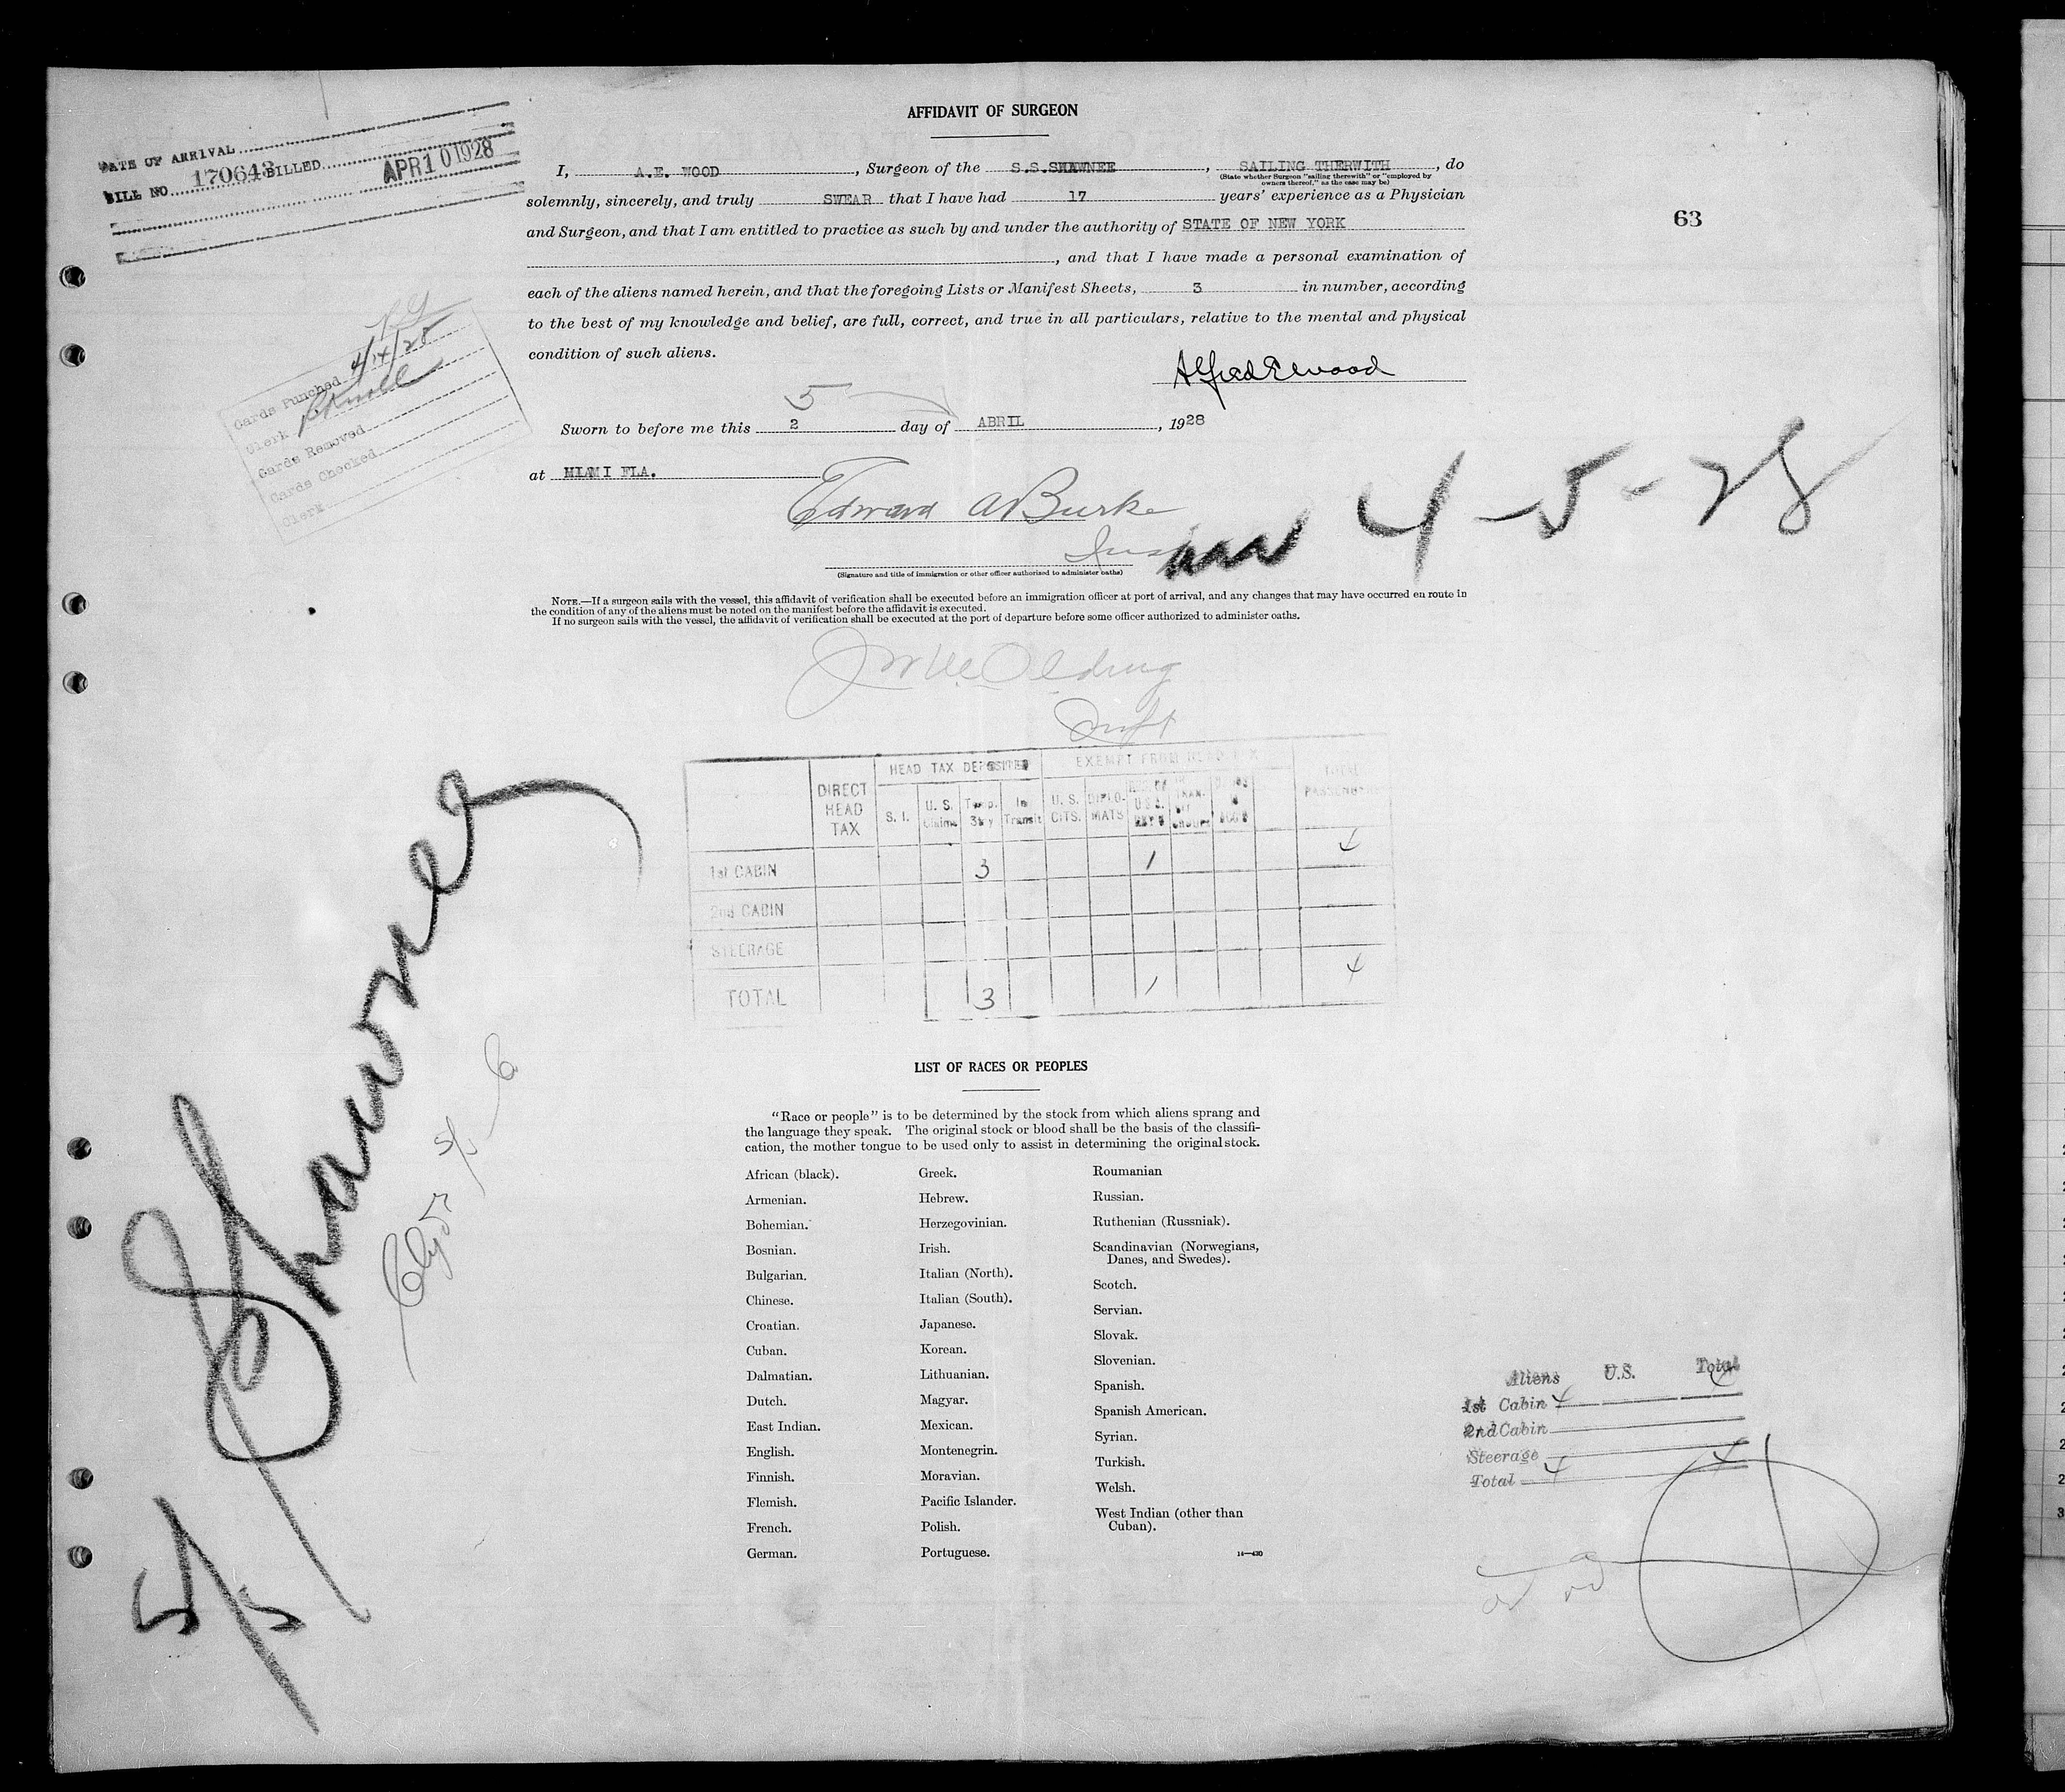 AFFIDAVIT OF SURGEON
DATE OF ARRIVAL
BILL NO. 170643 BILLED APR 10 1928
I, A.E. WOOD, Surgeon of the S.S.SHAWNEE, SAILING THERWITH, do
(State whether Surgeon "sailing therewith" or "employed by
owners thereof," as the case may be)
solemnly, sincerely, and truly SWEAR that I have had 17 years' experience as a Physician
and Surgeon, and that I am entitled to practice as such by and under the authority of STATE OF NEW YORK
, and that I have made a personal examination of
each of the aliens named herein, and that the foregoing Lists or Manifest Sheets, 3 in number, according
to the best of my knowledge and belief, are full, correct, and true in all particulars, relative to the mental and physical
condition of such aliens.
63
Alfred E Wood
Cards Punched 4/14/28
Clerk
Cards Removed
Cards Checked
Clerk
5
Sworn to before me this 2 day of ABRIL, 1928
at MIAMI FLA.
Edward A Burke
4-5-28
(Signature and title of immigration or other officer authorized to administer oaths)
NOTE.—If a surgeon sails with the vessel, this affidavit of verification shall be executed before an immigration officer at port of arrival, and any changes that may have occurred en route in
the condition of any of the aliens must be noted on the manifest before the affidavit is executed.
If no surgeon sails with the vessel, the affidavit of verification shall be executed at the port of departure before some officer authorized to administer oaths.
HEAD TAX DEPOSITED EXEMPT FROM HEAD TAX TOTAL PASSENGERS
DIRECT HEAD TAX S. I. U. S. Claims Temp. Stay In Transit U. S. CITS. DIPLO-MATS
1st CABIN 3 1 4
2nd CABIN
STEERAGE
TOTAL 3 1 4
Shawnee
5/5
LIST OF RACES OR PEOPLES
"Race or people" is to be determined by the stock from which aliens sprang and
the language they speak. The original stock or blood shall be the basis of the classifi-
cation, the mother tongue to be used only to assist in determining the original stock.
African (black).
Armenian.
Bohemian.
Bosnian.
Bulgarian.
Chinese.
Croatian.
Cuban.
Dalmatian.
Dutch.
East Indian.
English.
Finnish.
Flemish.
French.
German.
Greek.
Hebrew.
Herzegovinian.
Irish.
Italian (North).
Italian (South).
Japanese.
Korean.
Lithuanian.
Magyar.
Mexican.
Montenegrin.
Moravian.
Pacific Islander.
Polish.
Portuguese.
Roumanian
Russian.
Ruthenian (Russniak).
Scandinavian (Norwegians,
Danes, and Swedes).
Scotch.
Servian.
Slovak.
Slovenian.
Spanish.
Spanish American.
Syrian.
Turkish.
Welsh.
West Indian (other than
Cuban).
14—430
Aliens U.S. Total
1st Cabin 4
2nd Cabin
Steerage
Total 4 4